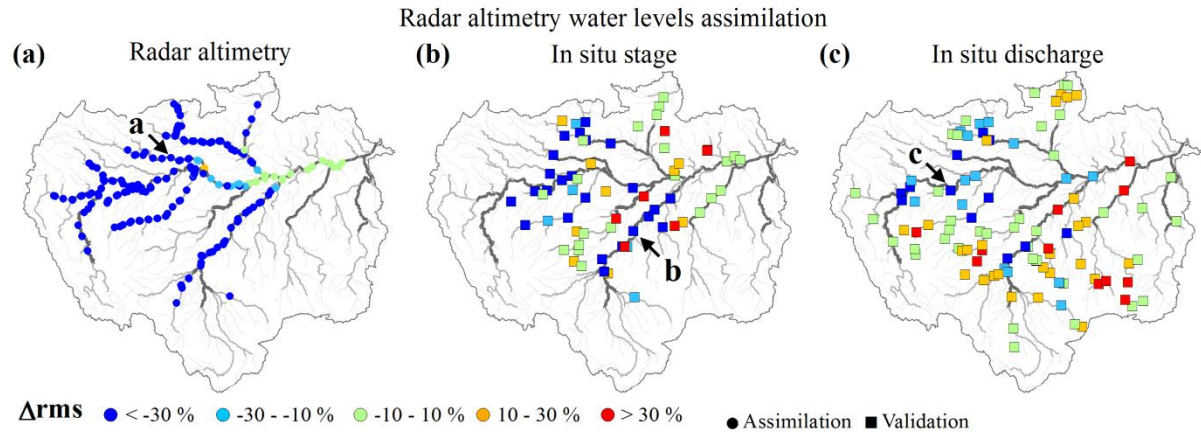 Radar altimetry water levels assimilation
(a) Radar altimetry
(b) In situ stage
(c) In situ discharge
a
b
c
Δrms < -30 % -30 - -10 % -10 - 10 % 10 - 30 % > 30 % Assimilation Validation